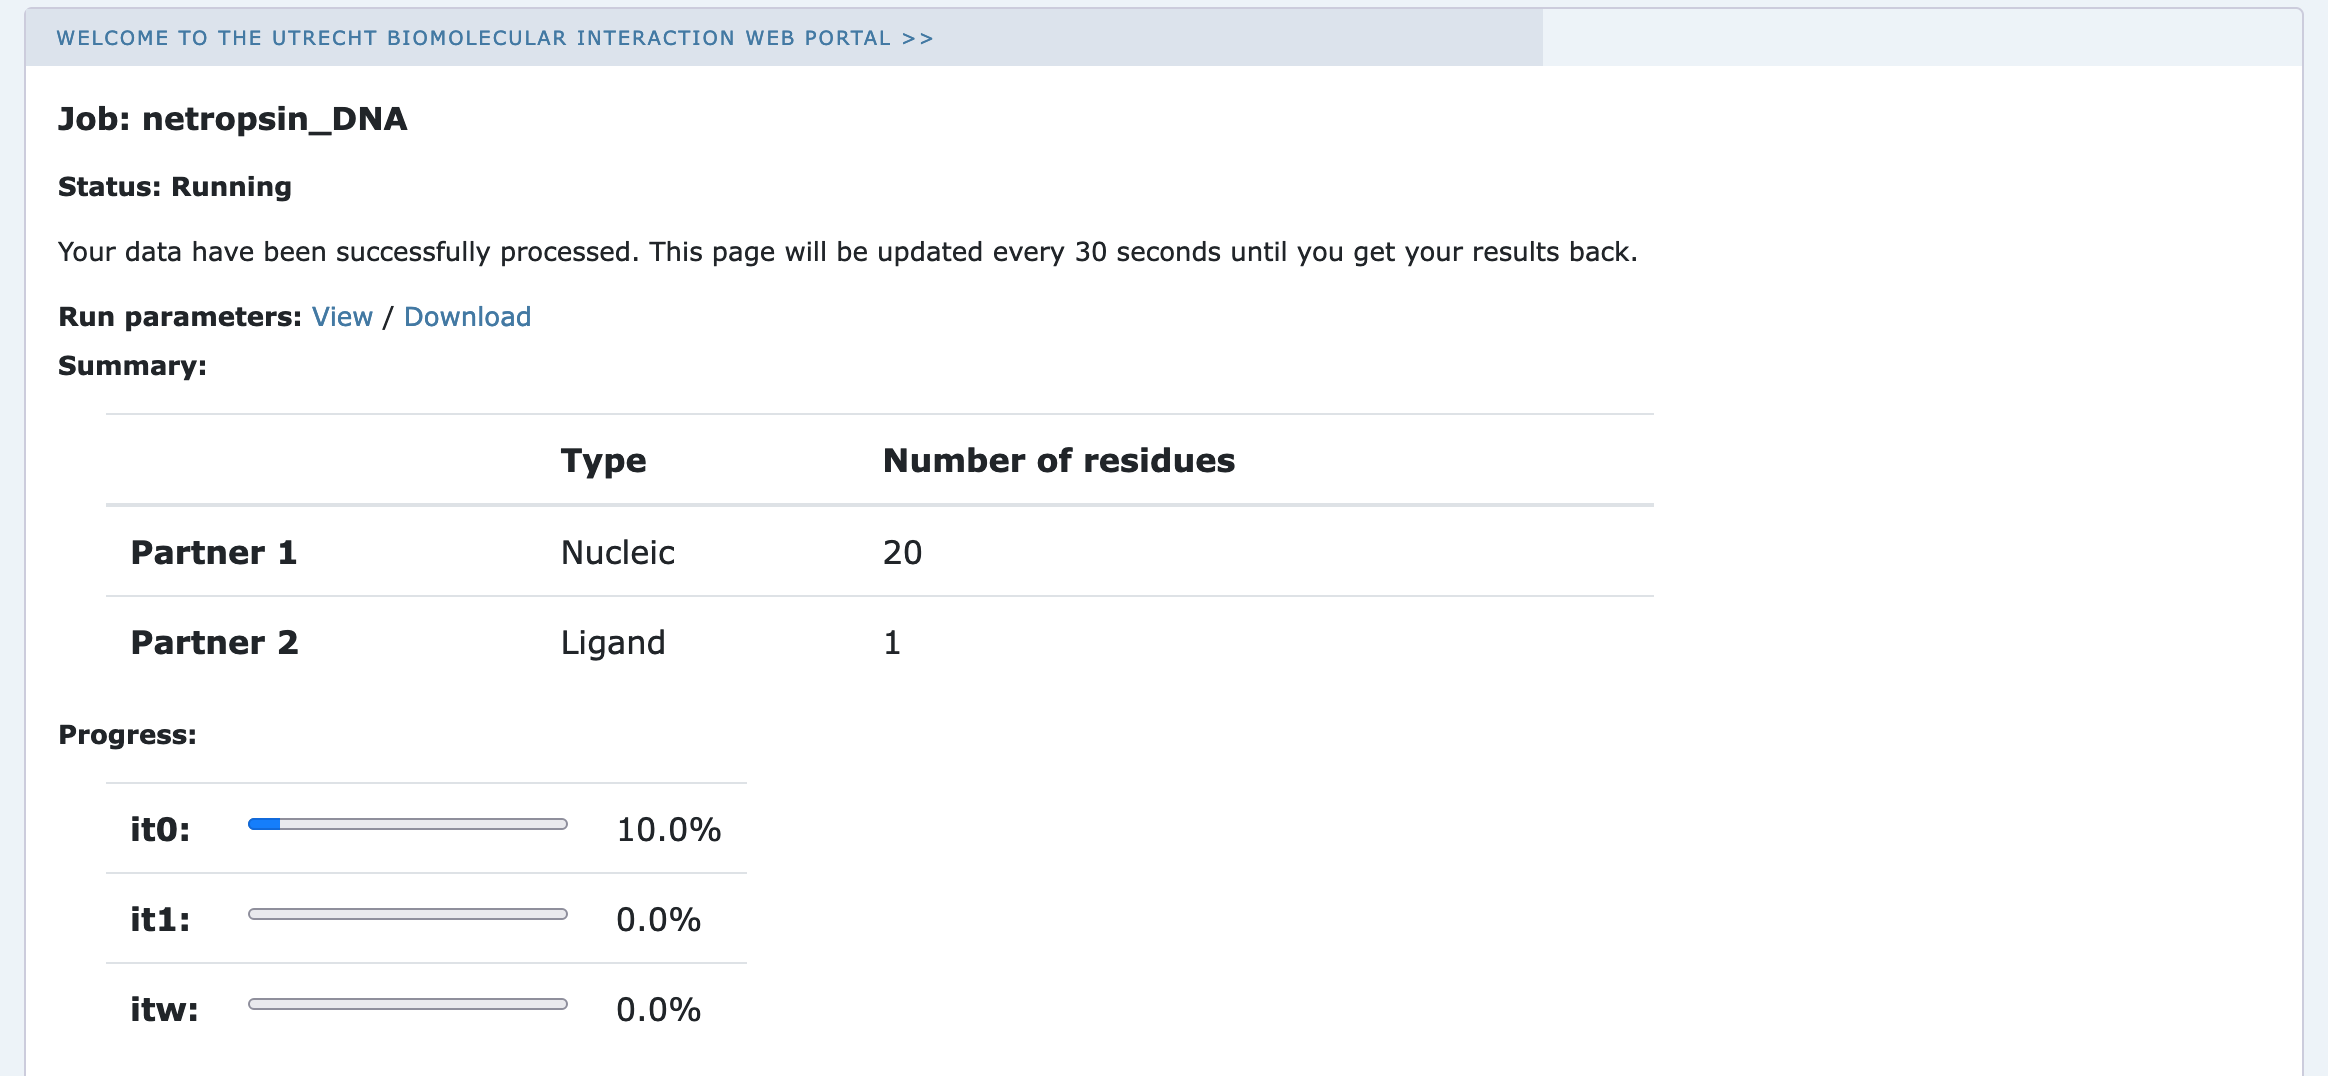 WELCOME TO THE UTRECHT BIOMOLECULAR INTERACTION WEB PORTAL >>
Job: netropsin_DNA
Status: Running
Your data have been successfully processed. This page will be updated every 30 seconds until you get your results back.
Run parameters: View / Download
Summary:
Type Number of residues
Partner 1 Nucleic 20
Partner 2 Ligand 1
Progress:
it0: 10.0%
it1: 0.0%
itw: 0.0%